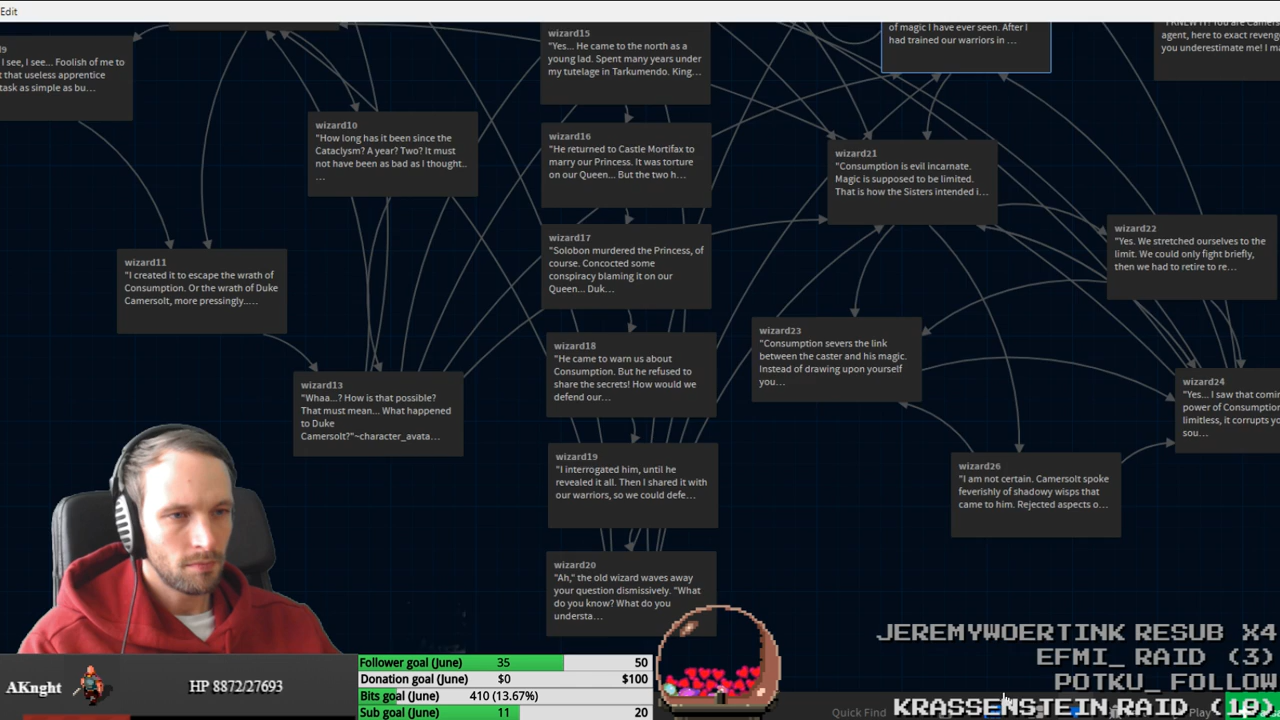 Edit
I see, I see... Foolish of me to
that useless apprentice
task as simple as bu...
wizard10
"How long has it been since the
Cataclysm? A year? Two? It must
not have been as bad as I thought..
...
wizard11
"I created it to escape the wrath of
Consumption. Or the wrath of Duke
Camersolt, more pressingly.....
wizard13
"Whaa...? How is that possible?
That must mean... What happened
to Duke
Camersolt?"~character_avata...
wizard15
"Yes... He came to the north as a
young lad. Spent many years under
my tutelage in Tarkumendo. King...
wizard16
"He returned to Castle Mortifax to
marry our Princess. It was torture
on our Queen... But the two h...
wizard17
"Solobon murdered the Princess, of
course. Concocted some
conspiracy blaming it on our
Queen... Duk...
wizard18
"He came to warn us about
Consumption. But he refused to
share the secrets! How would we
defend our...
wizard19
"I interrogated him, until he
revealed it all. Then I shared it with
our warriors, so we could defe...
wizard20
"Ah," the old wizard waves away
your question dismissively. "What
do you know? What do you
understa...
of magic I have ever seen. After I
had trained our warriors in ...
agent, here to exact reveng
you underestimate me! I m
wizard21
"Consumption is evil incarnate.
Magic is supposed to be limited.
That is how the Sisters intended i...
wizard22
"Yes. We stretched ourselves to the
limit. We could only fight briefly,
then we had to retire to re...
wizard23
"Consumption severs the link
between the caster and his magic.
Instead of drawing upon yourself
you...
wizard24
"Yes... I saw that comin
power of Consumption
limitless, it corrupts yo
sou...
wizard26
"I am not certain. Camersolt spoke
feverishly of shadowy wisps that
came to him. Rejected aspects o...
AKnght
HP 8872/27693
Follower goal (June) 35 50
Donation goal (June) $0 $100
Bits goal (June) 410 (13.67%)
Sub goal (June) 11 20
JEREMYWOERTINK RESUB X4
EFMI_ RAID (3)
POTKU_ FOLLOW
KRASSENSTEIN RAID (10)
Quick Find
Play